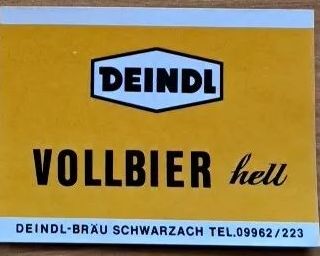 DEINDL
VOLLBIER hell
DEINDL-BRÄU SCHWARZACH TEL.09962/223